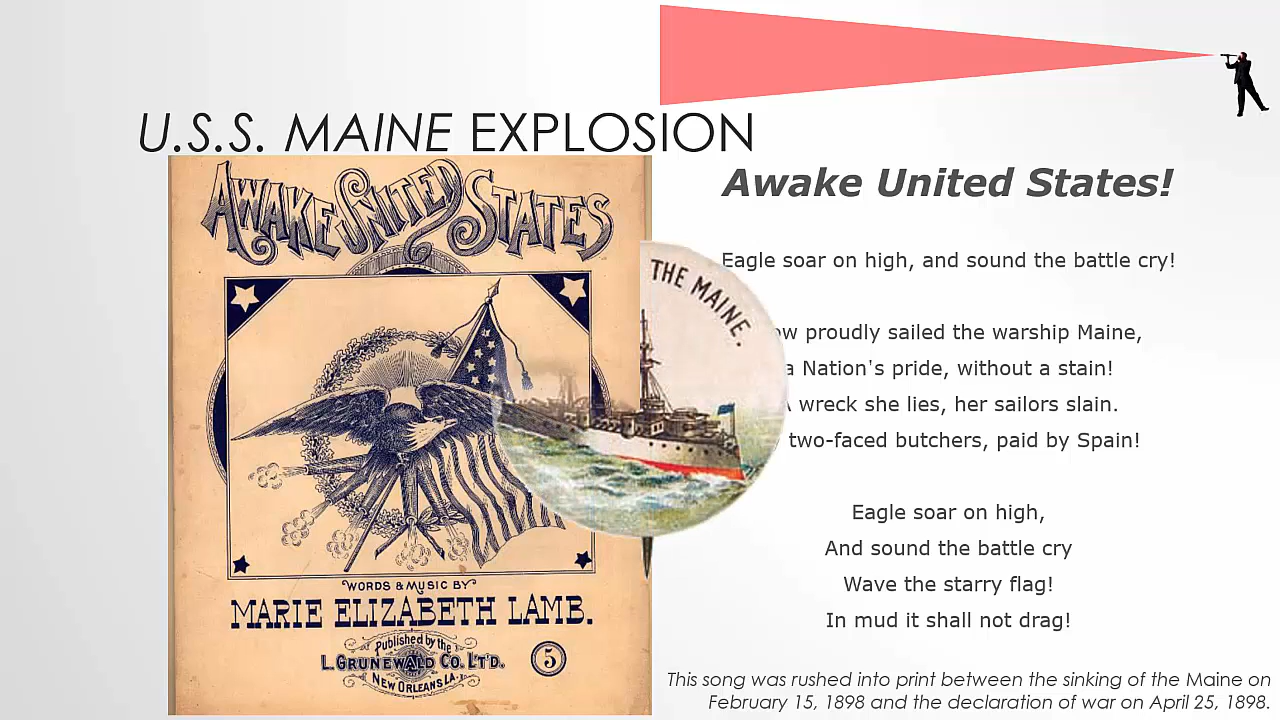 U.S.S. MAINE EXPLOSION
AWAKE UNITED STATES
WORDS & MUSIC BY
MARIE ELIZABETH LAMB.
Published by the
L. GRUNEWALD CO. LT'D.
NEW ORLEANS LA.
5
THE MAINE.
Awake United States!
Eagle soar on high, and sound the battle cry!
proudly sailed the warship Maine,
a Nation's pride, without a stain!
wreck she lies, her sailors slain.
two-faced butchers, paid by Spain!
Eagle soar on high,
And sound the battle cry
Wave the starry flag!
In mud it shall not drag!
This song was rushed into print between the sinking of the Maine on
February 15, 1898 and the declaration of war on April 25, 1898.